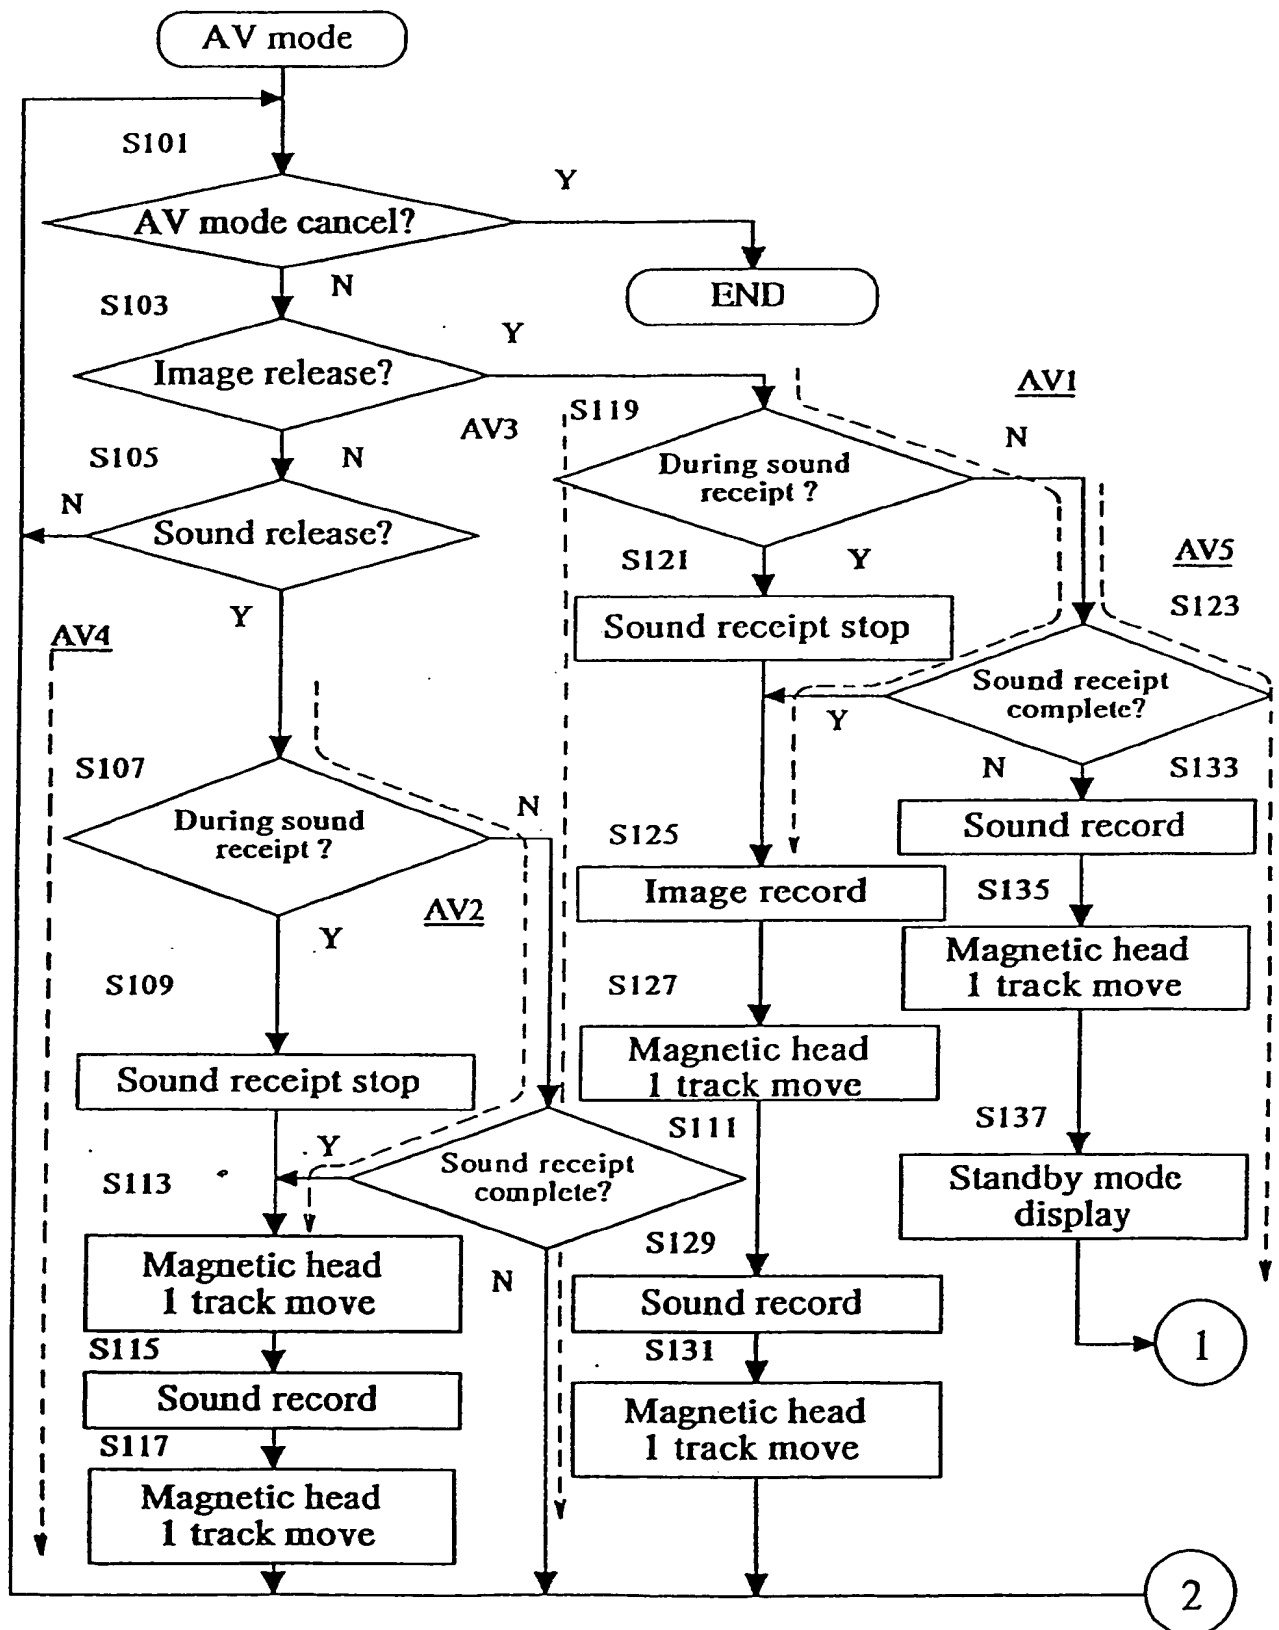 AV mode
S101
Y
AV mode cancel?
N
END
S103
Y
Image release?
AV1
S119
AV3
N
S105
N
During sound
receipt ?
N
Sound release?
S121
Y
AV5
S123
Y
Sound receipt stop
AV4
Sound receipt
complete?
Y
S107
N
S133
N
During sound
receipt ?
S125
Sound record
Image record
S135
AV2
Y
Magnetic head
1 track move
S109
S127
Magnetic head
1 track move
Sound receipt stop
S111
S137
Y
Sound receipt
complete?
S113
Standby mode
display
S129
N
Magnetic head
1 track move
Sound record
S115
S131
1
Sound record
Magnetic head
1 track move
S117
Magnetic head
1 track move
2